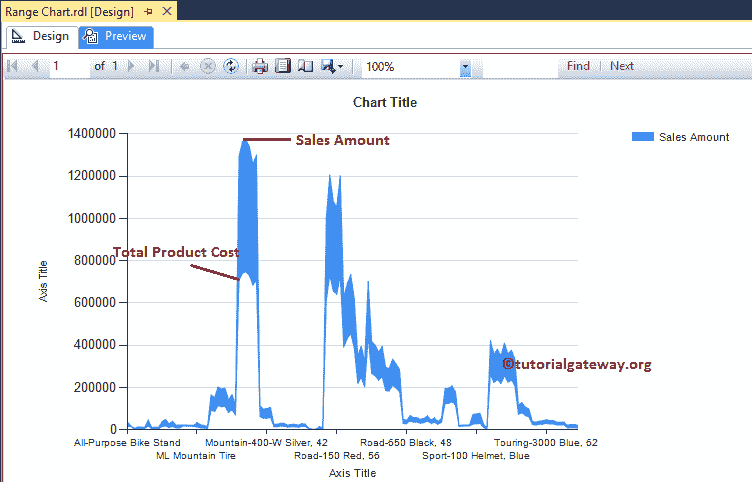 Range Chart.rdl [Design]
Design Preview
1 of 1 100% Find | Next
Chart Title
1400000
Sales Amount
Sales Amount
1200000
1000000
Total Product Cost
800000
Axis Title
600000
400000
©tutorialgateway.org
200000
0
All-Purpose Bike Stand Mountain-400-W Silver, 42 Road-650 Black, 48 Touring-3000 Blue, 62
ML Mountain Tire Road-150 Red, 56 Sport-100 Helmet, Blue
Axis Title